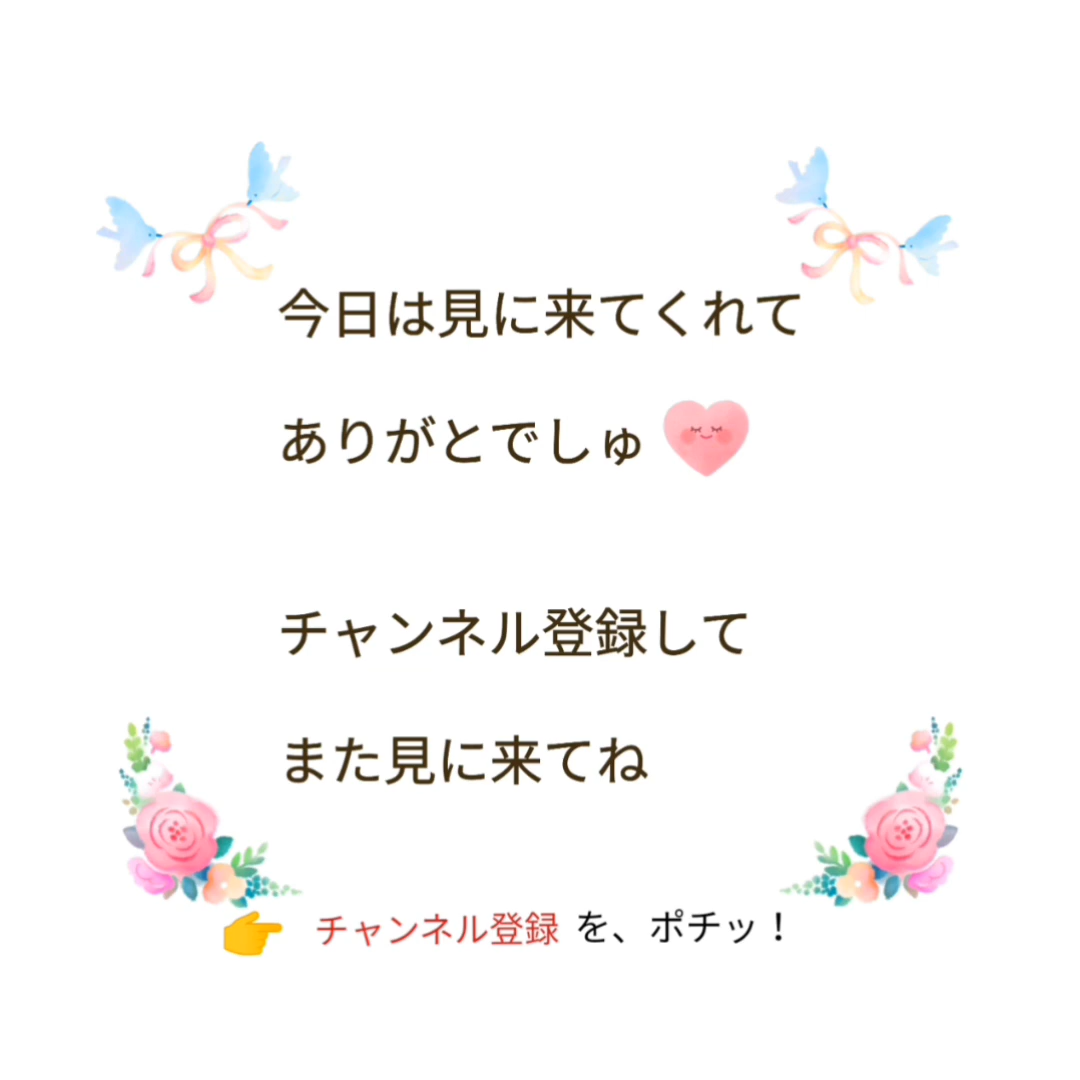 今日は見に来てくれて
ありがとでしゅ
チャンネル登録して
また見に来てね
チャンネル登録 を、ポチッ！